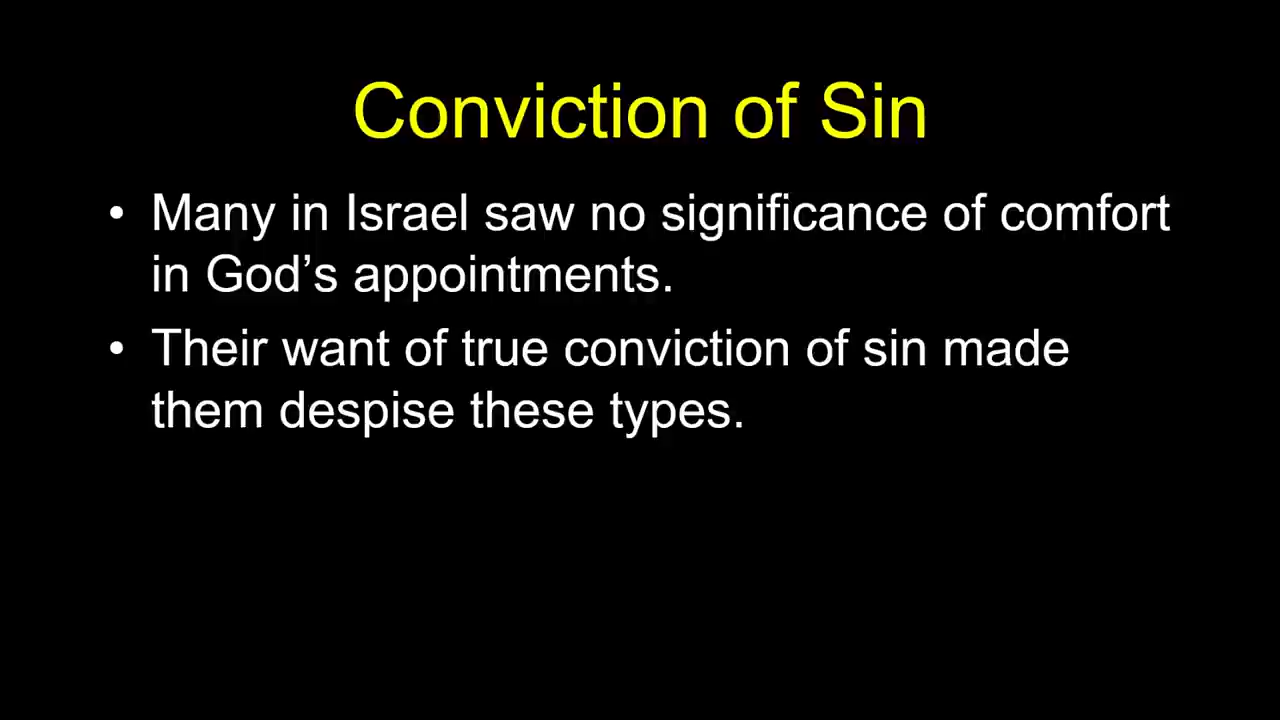 Conviction of Sin
• Many in Israel saw no significance of comfort
in God’s appointments.
• Their want of true conviction of sin made
them despise these types.